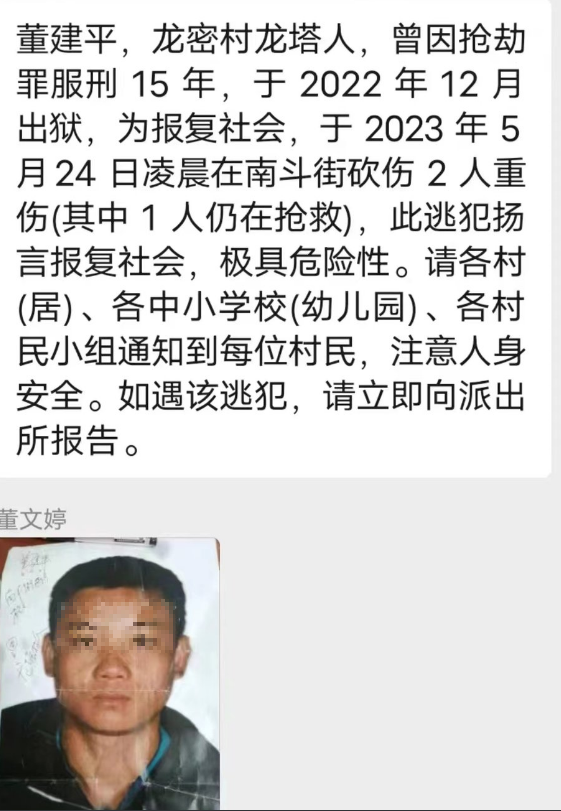 董建平，龙密村龙塔人，曾因抢劫
罪服刑 15 年，于 2022 年 12 月
出狱，为报复社会，于 2023 年 5
月24 日凌晨在南斗街砍伤 2 人重
伤(其中 1 人仍在抢救)，此逃犯扬
言报复社会，极具危险性。请各村
(居)、各中小学校(幼儿园)、各村
民小组通知到每位村民，注意人身
安全。如遇该逃犯，请立即向派出
所报告。
董文婷